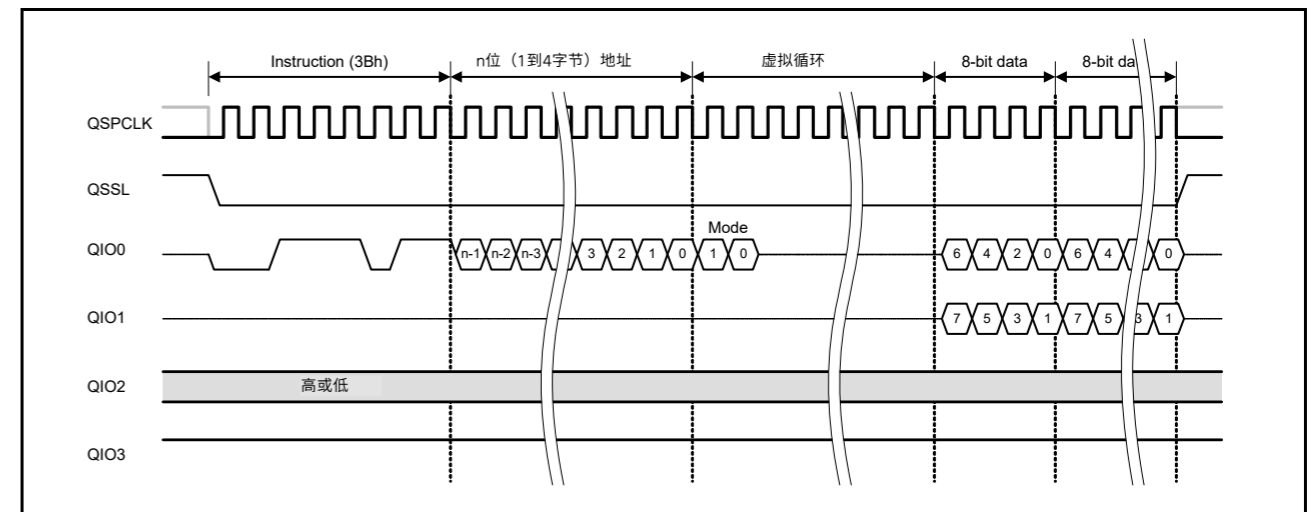 Instruction (3Bh) n位（1到4字节）地址 虚拟循环 8-bit data 8-bit da
QSPCLK
QSSL
Mode
QIO0 n-1 n-2 n-3 3 2 1 0 1 0 6 4 2 0 6 4 0
QIO1 7 5 3 1 7 5 3 1
QIO2 高或低
QIO3